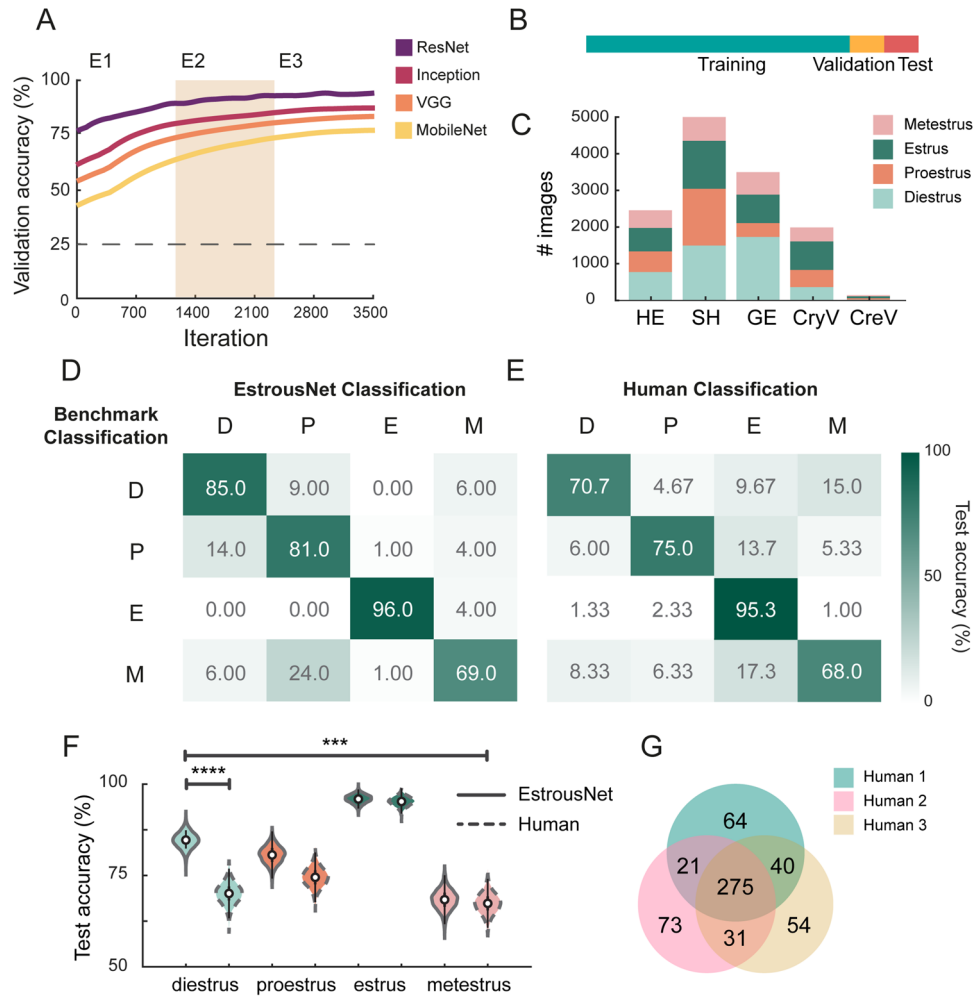 A
E1 E2 E3
Validation accuracy (%)
100
75
50
25
0
0 700 1400 2100 2800 3500
Iteration
ResNet
Inception
VGG
MobileNet
B
Training Validation Test
C
# images
5000
4000
3000
2000
1000
0
HE SH GE CryV CreV
Metestrus
Estrus
Proestrus
Diestrus
D
EstrousNet Classification
Benchmark
Classification
D P E M
D 85.0 9.00 0.00 6.00
P 14.0 81.0 1.00 4.00
E 0.00 0.00 96.0 4.00
M 6.00 24.0 1.00 69.0
E
Human Classification
D P E M
70.7 4.67 9.67 15.0
6.00 75.0 13.7 5.33
1.33 2.33 95.3 1.00
8.33 6.33 17.3 68.0
100
50
0
Test accuracy (%)
F
***
****
Test accuracy (%)
100
75
50
EstrousNet
Human
diestrus proestrus estrus metestrus
G
Human 1
Human 2
Human 3
64
21 40
275
73 31 54